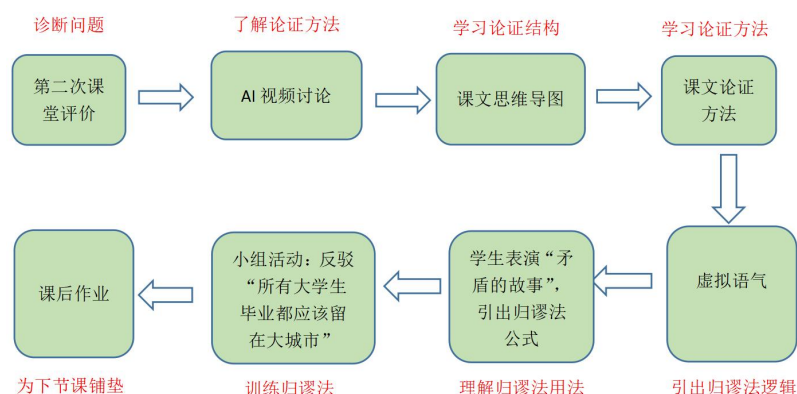 诊断问题
了解论证方法
学习论证结构
学习论证方法
第二次课
堂评价
AI 视频讨论
课文思维导图
课文论证
方法
虚拟语气
学生表演“矛
盾的故事”，
引出归谬法
公式
小组活动：反驳
“所有大学生
毕业都应该留
在大城市”
课后作业
引出归谬法逻辑
理解归谬法用法
训练归谬法
为下节课铺垫